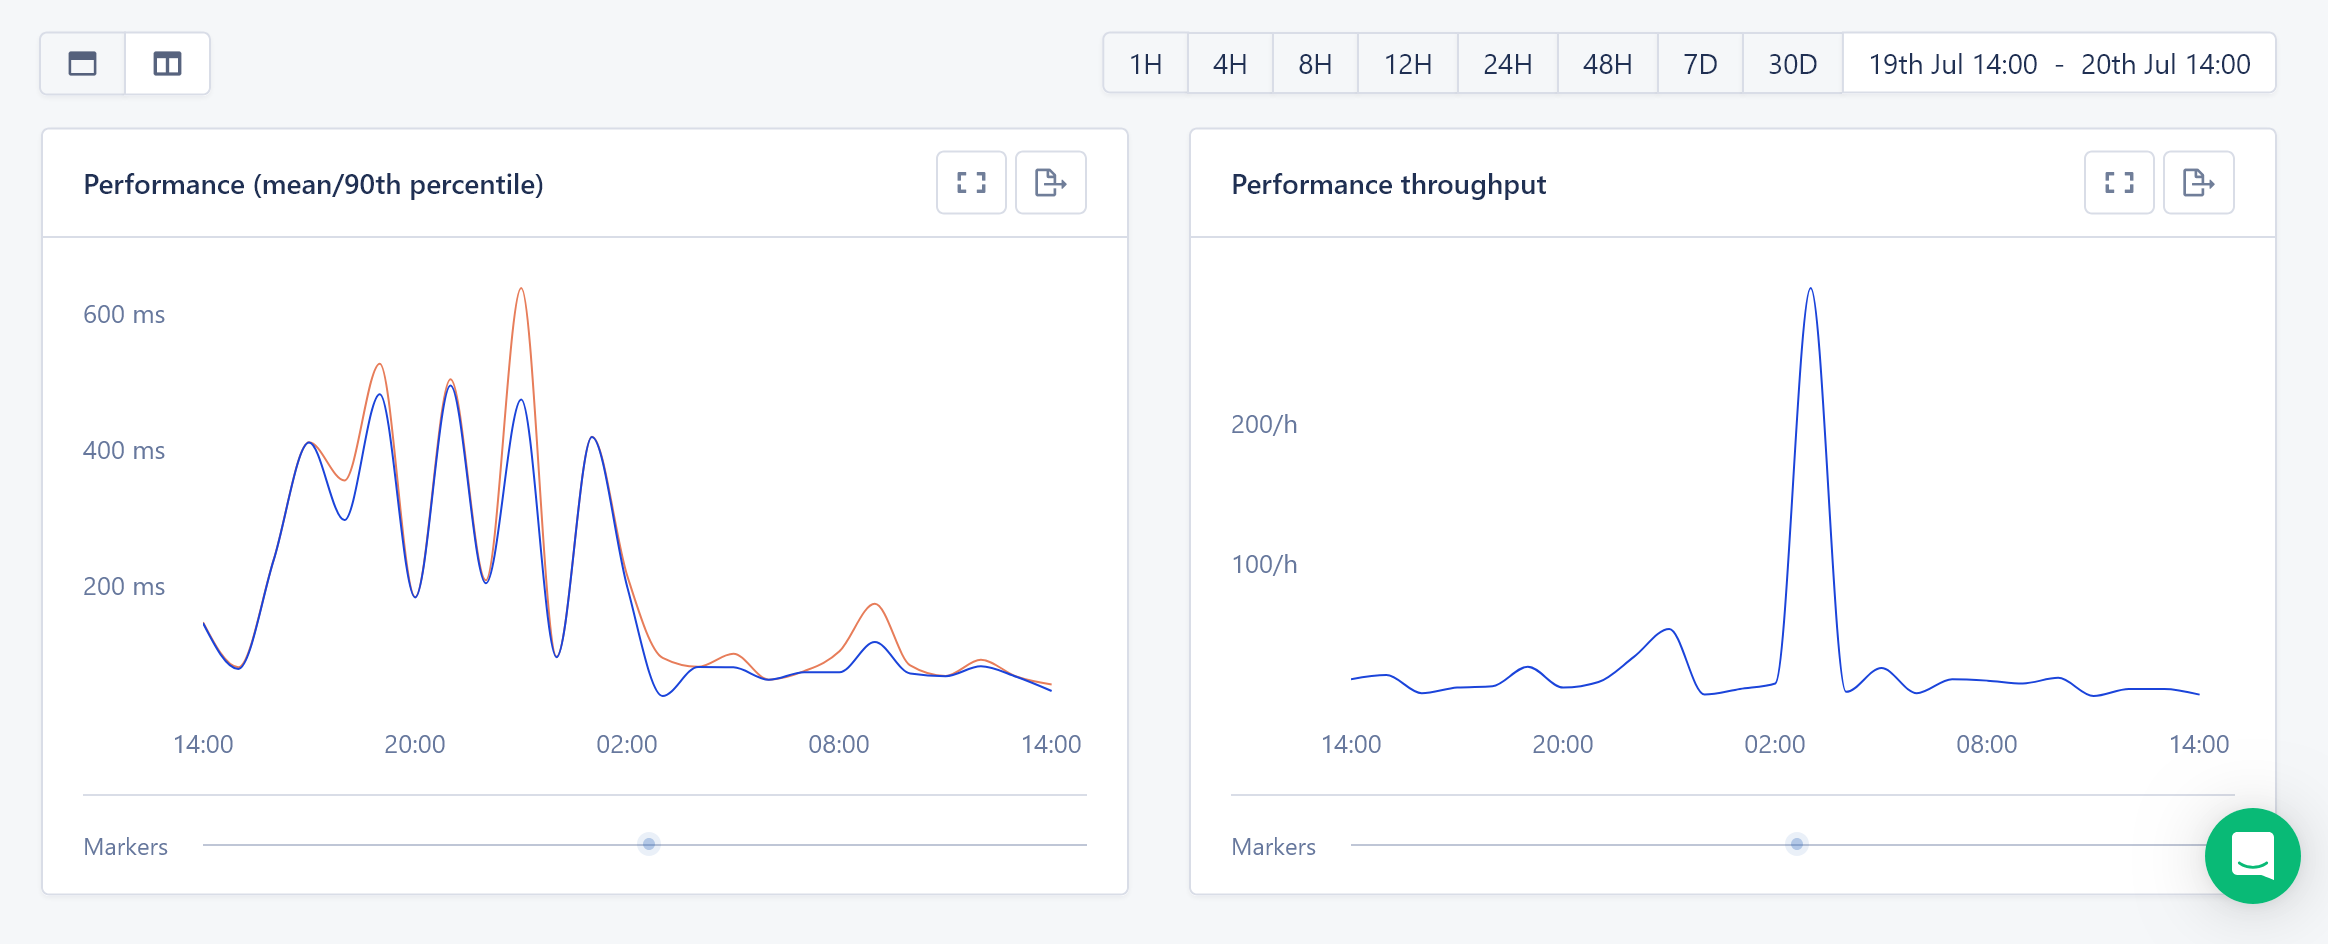 1H 4H 8H 12H 24H 48H 7D 30D 19th Jul 14:00 - 20th Jul 14:00
Performance (mean/90th percentile)
600 ms
400 ms
200 ms
14:00 20:00 02:00 08:00 14:00
Markers
Performance throughput
200/h
100/h
14:00 20:00 02:00 08:00 14:00
Markers